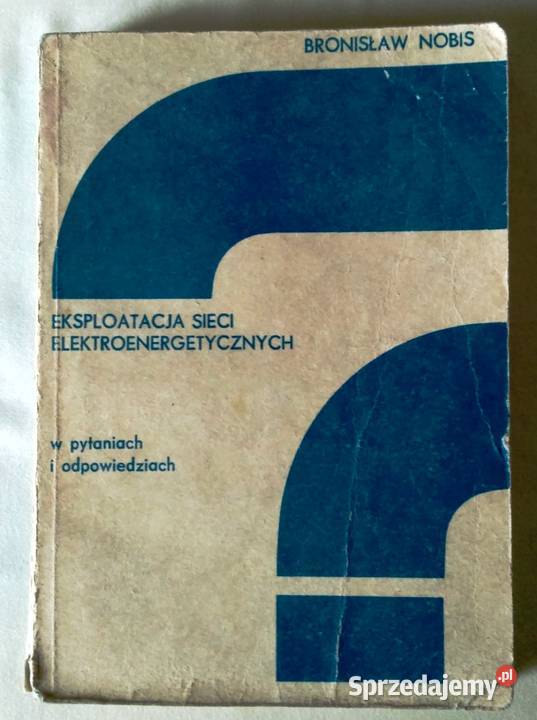 BRONISŁAW NOBIS
EKSPLOATACJA SIECI
ELEKTROENERGETYCZNYCH
w pytaniach
i odpowiedziach
Sprzedajemy.pl